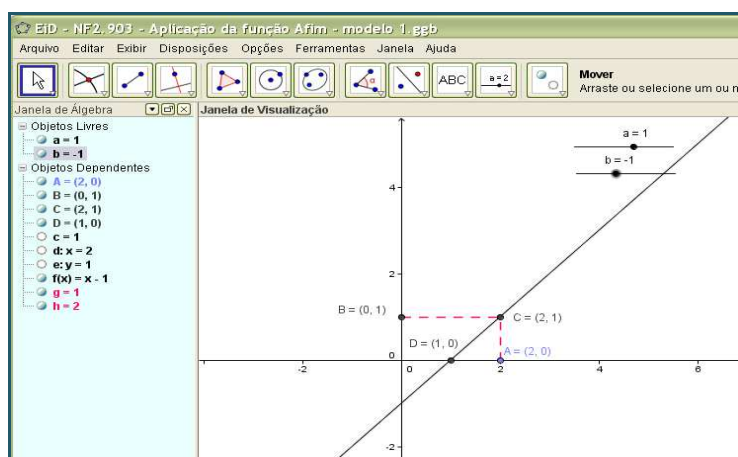 EiD - NF2.903 - Aplicação da função Afim - modelo 1.ggb
Arquivo Editar Exibir Disposições Opções Ferramentas Janela Ajuda
ABC
a=2
Mover
Arraste ou selecione um ou
Janela de Álgebra
Janela de Visualização
Objetos Livres
a = 1
b = -1
Objetos Dependentes
A = (2, 0)
B = (0, 1)
C = (2, 1)
D = (1, 0)
c = 1
d: x = 2
e: y = 1
f(x) = x - 1
g = 1
h = 2
a = 1
b = -1
4
2
B = (0, 1)
C = (2, 1)
D = (1, 0)
A = (2, 0)
0
-2
0
2
4
6
-2